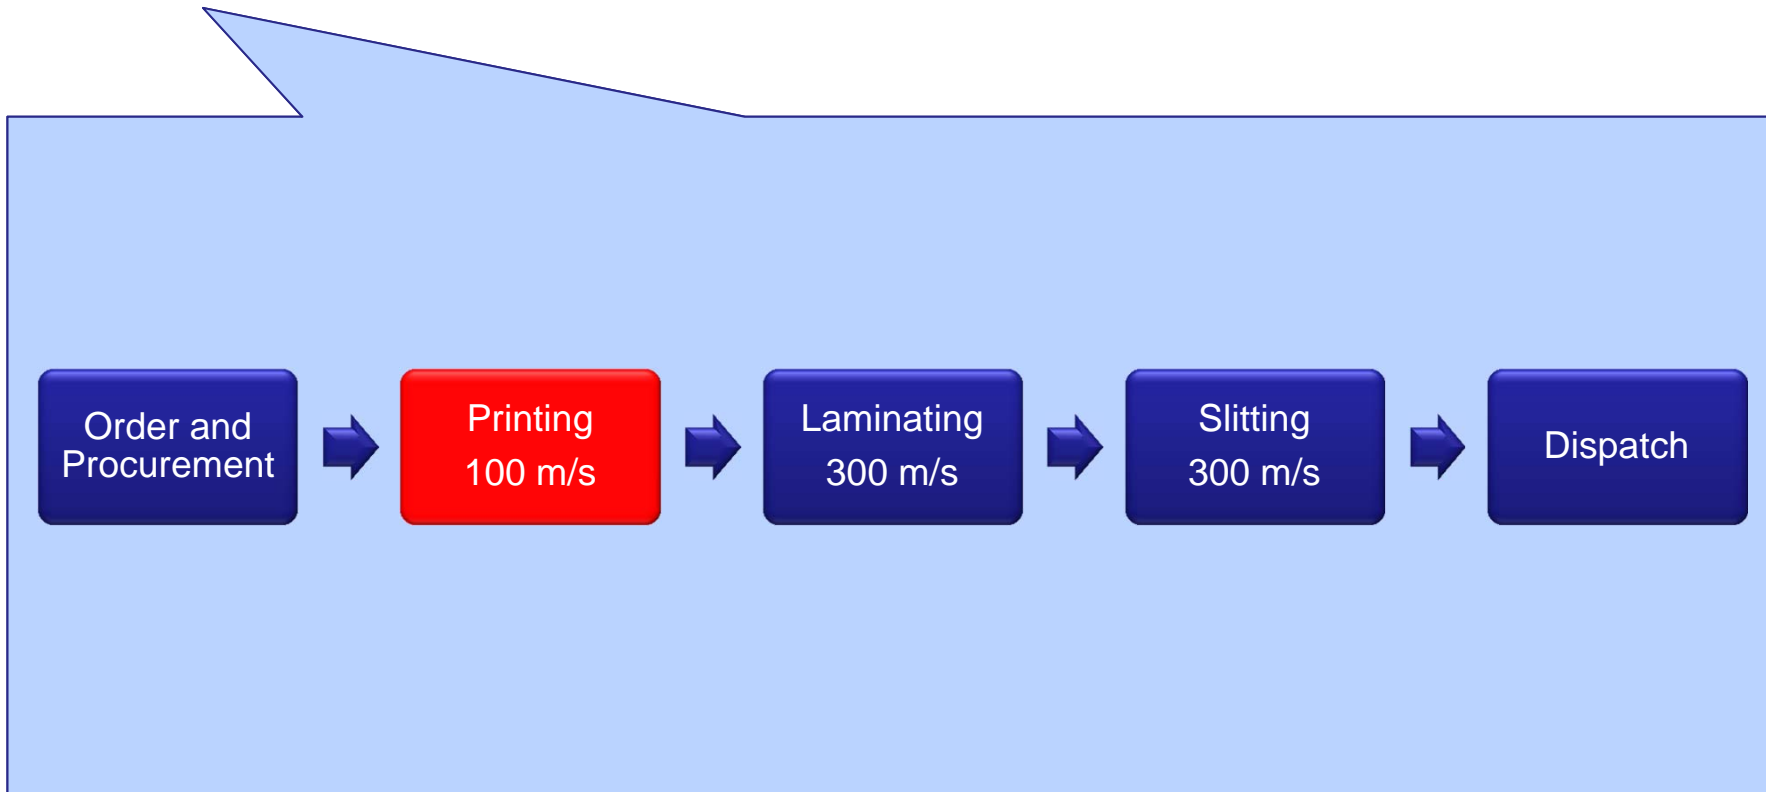 Order and
Procurement
Printing
100 m/s
Laminating
300 m/s
Slitting
300 m/s
Dispatch